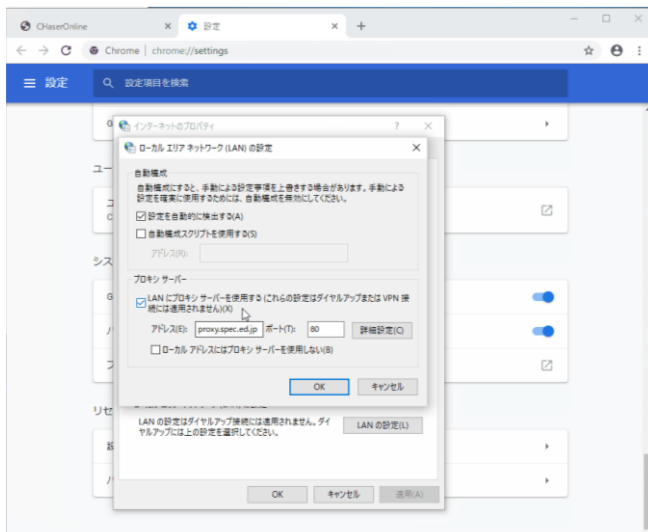 CHaserOnline
設定
Chrome | chrome://settings
設定
設定項目を検索
G
インターネットのプロパティ
ローカル エリア ネットワーク (LAN) の設定
自動構成
自動構成にすると、手動による設定事項を上書きする場合があります。手動による
設定を確実に使用するためには、自動構成を無効にしてください。
設定を自動的に検出する(A)
自動構成スクリプトを使用する(S)
アドレス(R):
プロキシ サーバー
LAN にプロキシ サーバーを使用する (これらの設定はダイヤルアップまたは VPN 接
続には適用されません)(X)
アドレス(E): proxy.spec.ed.jp ポート(T): 80 詳細設定(C)
ローカル アドレスにはプロキシ サーバーを使用しない(B)
OK キャンセル
ユー
シス
リセ
LAN の設定はダイヤルアップ接続には適用されません。ダイ
ヤルアップには上の設定を選択してください。
LAN の設定(L)
OK キャンセル 適用(A)